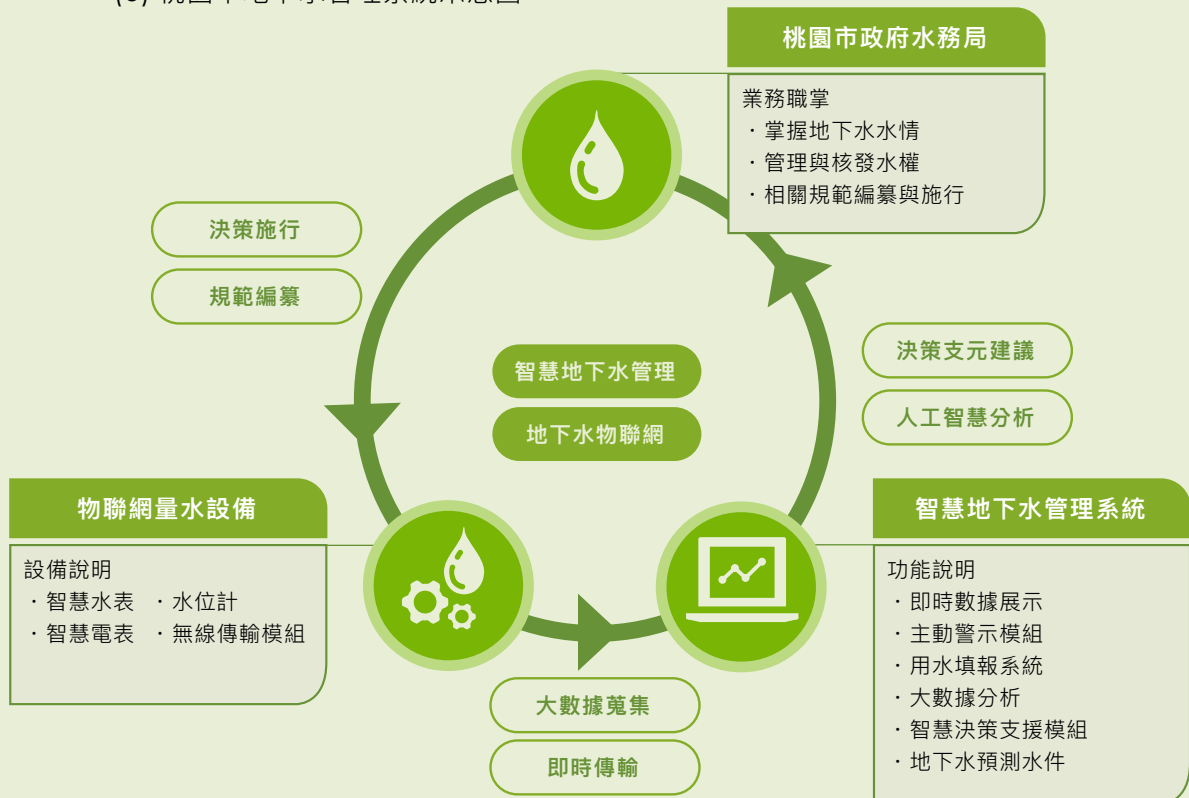 桃園市政府水務局
業務職掌
・掌握地下水水情
・管理與核發水權
・相關規範編纂與施行
決策施行
規範編纂
智慧地下水管理
地下水物聯網
決策支元建議
人工智慧分析
物聯網量水設備
設備說明
・智慧水表 ・水位計
・智慧電表 ・無線傳輸模組
大數據蒐集
即時傳輸
智慧地下水管理系統
功能說明
・即時數據展示
・主動警示模組
・用水填報系統
・大數據分析
・智慧決策支援模組
・地下水預測水件